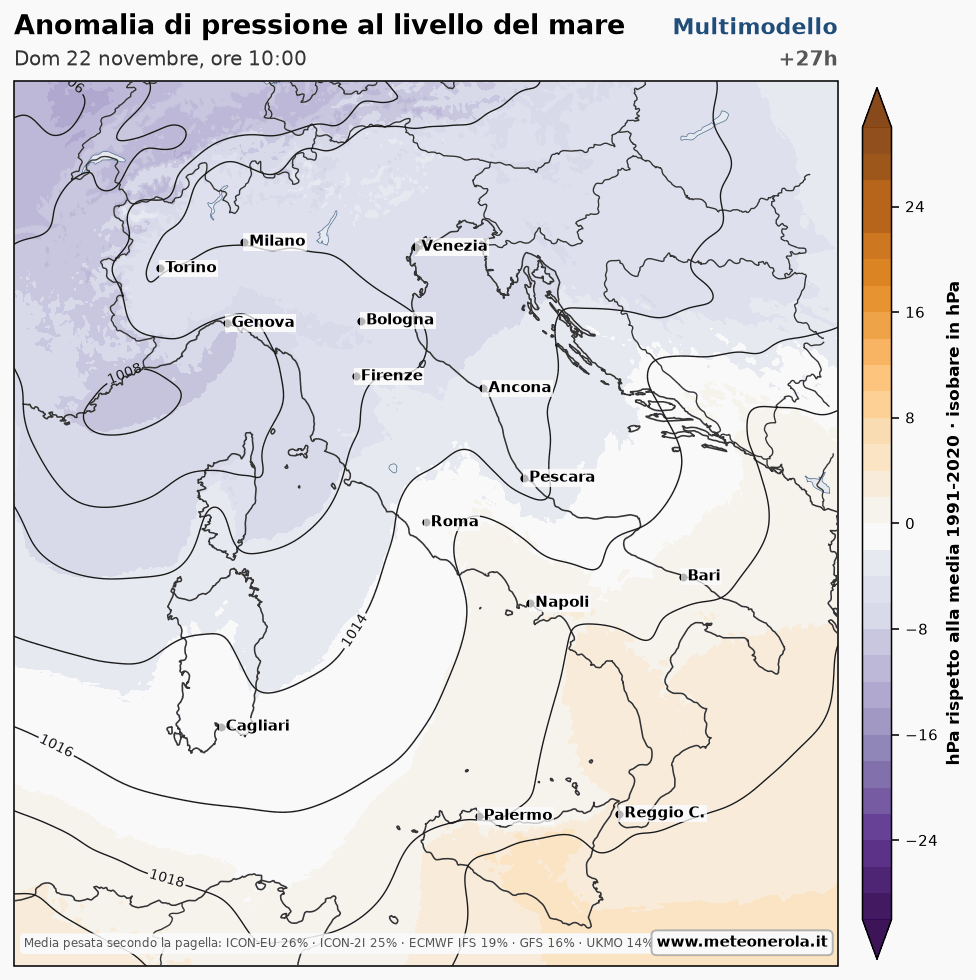 Anomalia di pressione al livello del mare
Multimodello
Dom 22 novembre, ore 10:00
+27h
Milano
Venezia
Torino
Genova
Bologna
Firenze
1008
Ancona
Pescara
Roma
Bari
Napoli
1014
Cagliari
1016
Palermo
Reggio C.
1018
24
16
8
0
−8
−16
−24
hPa rispetto alla media 1991-2020 · isobare in hPa
Media pesata secondo la pagella: ICON-EU 26% · ICON-2I 25% · ECMWF IFS 19% · GFS 16% · UKMO 14%
www.meteonerola.it